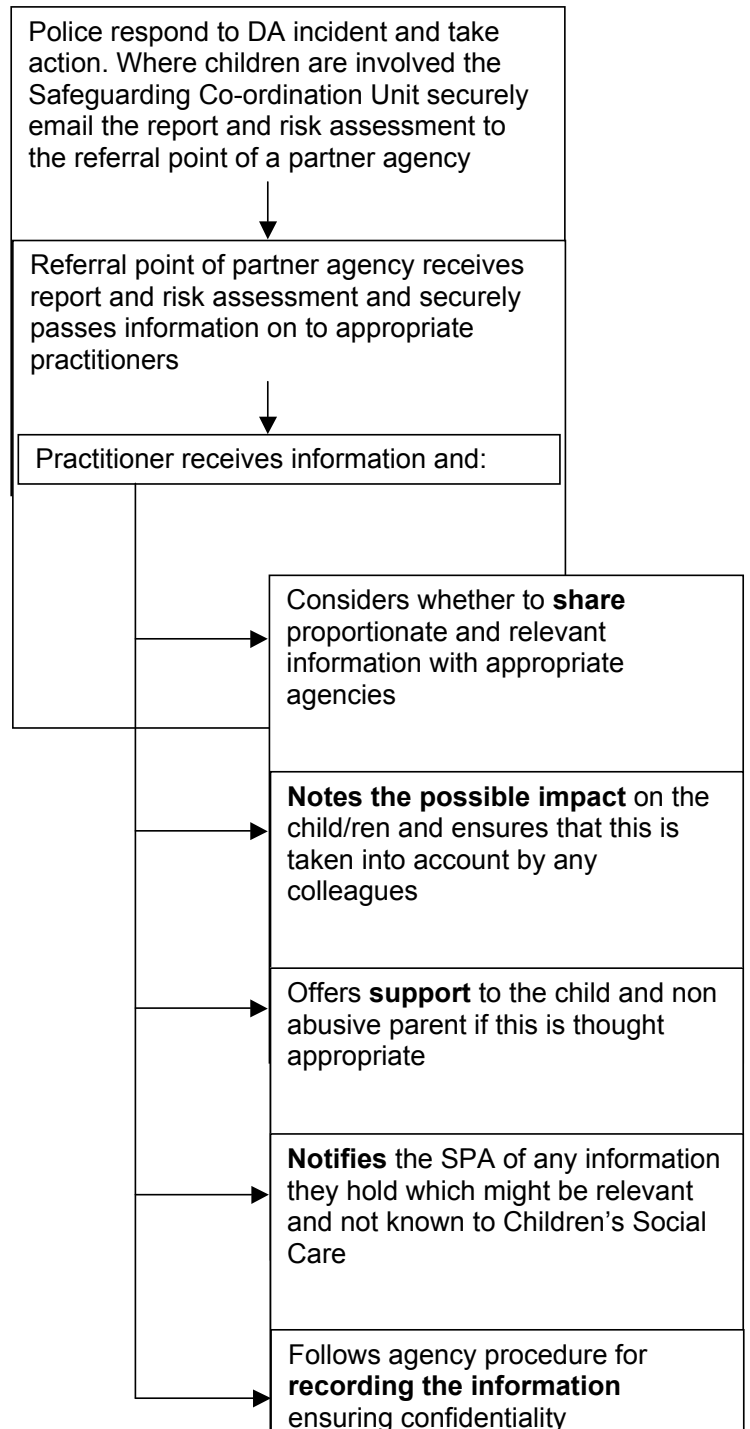 Police respond to DA incident and take
action. Where children are involved the
Safeguarding Co-ordination Unit securely
email the report and risk assessment to
the referral point of a partner agency
Referral point of partner agency receives
report and risk assessment and securely
passes information on to appropriate
practitioners
Practitioner receives information and:
Considers whether to share
proportionate and relevant
information with appropriate
agencies
Notes the possible impact on the
child/ren and ensures that this is
taken into account by any
colleagues
Offers support to the child and non
abusive parent if this is thought
appropriate
Notifies the SPA of any information
they hold which might be relevant
and not known to Children’s Social
Care
Follows agency procedure for
recording the information
ensuring confidentiality